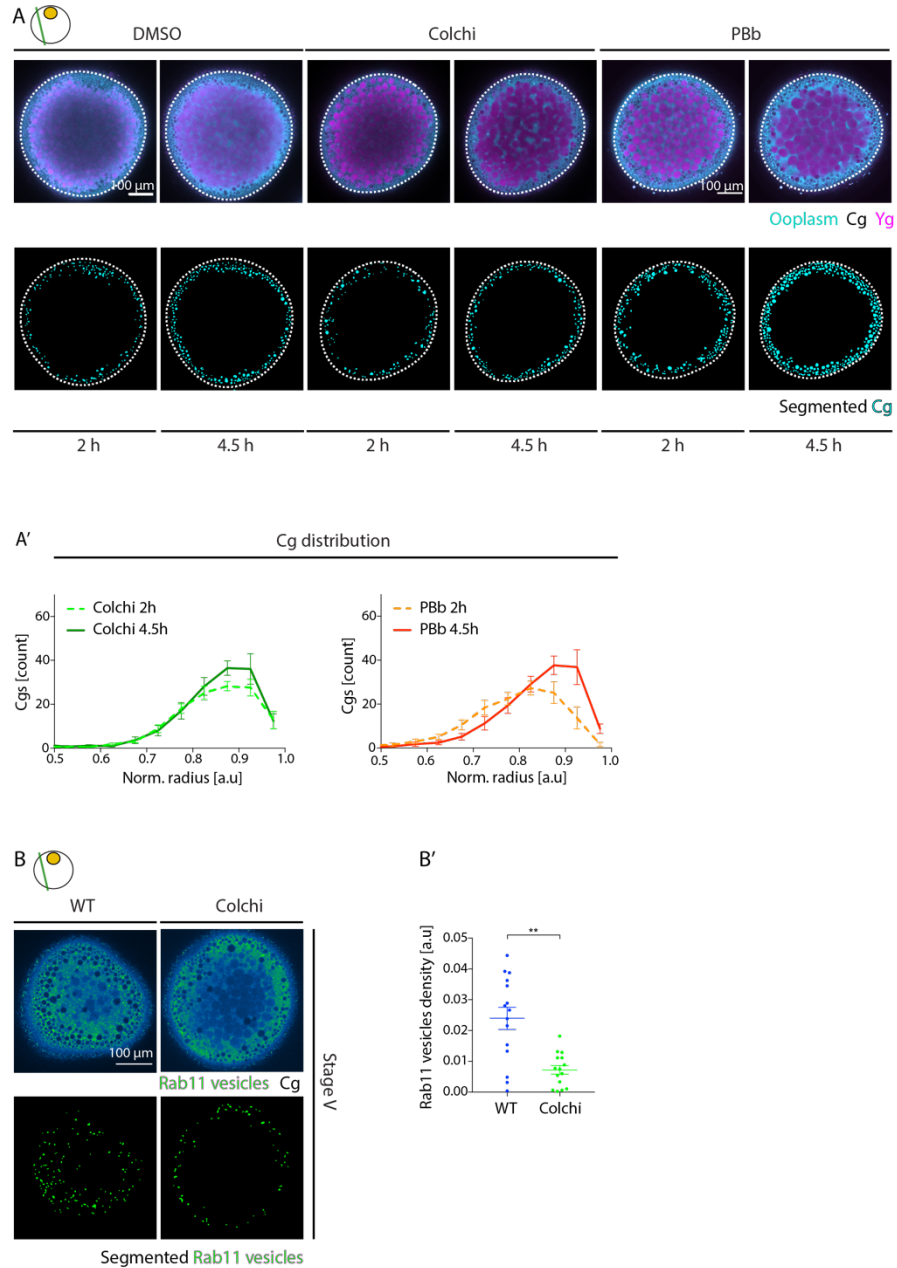 A
DMSO Colchi PBb
100 µm 100 µm
Ooplasm Cg Yg
Segmented Cg
2 h 4.5 h 2 h 4.5 h 2 h 4.5 h
A′ Cg distribution
Cgs [count]
60
40
20
0
0.5 0.6 0.7 0.8 0.9 1.0
Norm. radius [a.u]
Colchi 2h
Colchi 4.5h
Cgs [count]
60
40
20
0
0.5 0.6 0.7 0.8 0.9 1.0
Norm. radius [a.u]
PBb 2h
PBb 4.5h
B
WT Colchi
100 µm
Rab11 vesicles Cg
Segmented Rab11 vesicles
Stage V
B′
Rab11 vesicles density [a.u]
**
0.05
0.04
0.03
0.02
0.01
0.00
WT Colchi